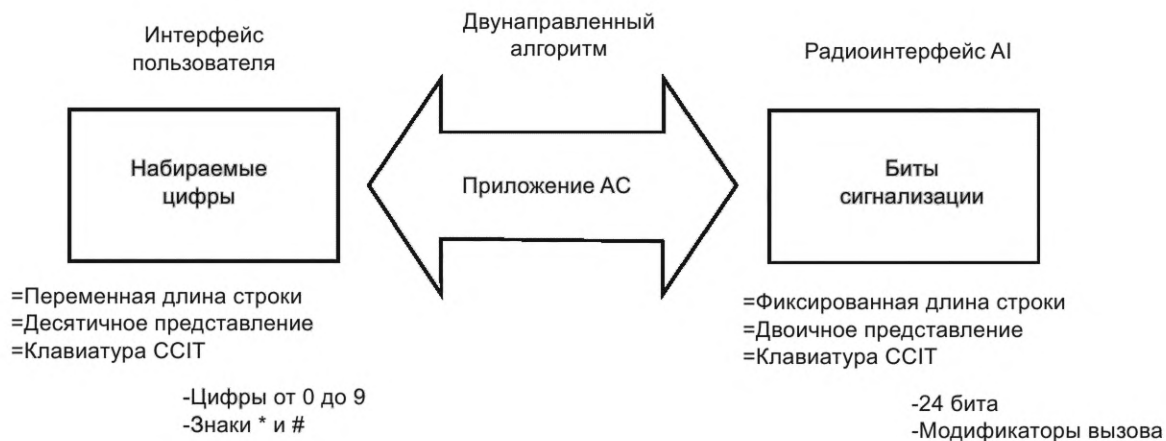 Интерфейс
пользователя
Двунаправленный
алгоритм
Радиоинтерфейс AI
Набираемые
цифры
Приложение AC
Биты
сигнализации
=Переменная длина строки
=Десятичное представление
=Клавиатура CCIT
-Цифры от 0 до 9
-Знаки * и #
=Фиксированная длина строки
=Двоичное представление
=Клавиатура CCIT
-24 бита
-Модификаторы вызова